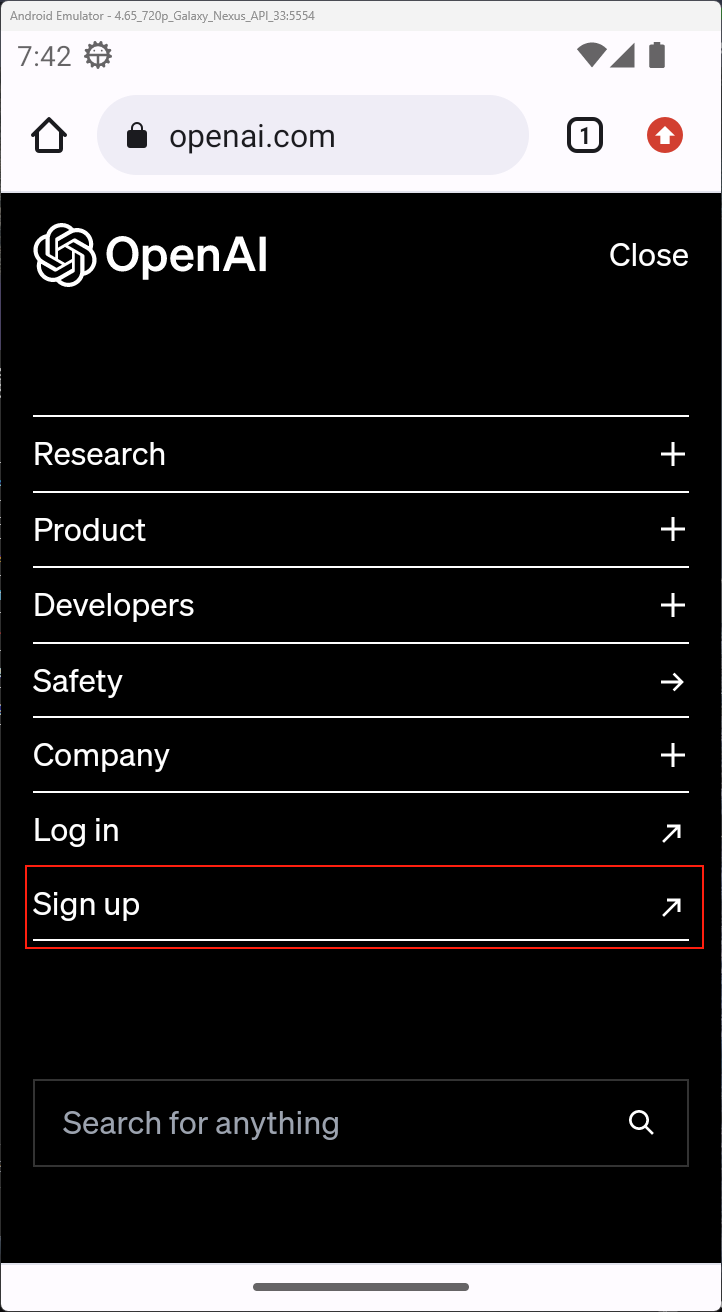 Android Emulator - 4.65_720p_Galaxy_Nexus_API_33:5554
7:42
openai.com
1
OpenAI
Close
Research
Product
Developers
Safety
Company
Log in
Sign up
Search for anything